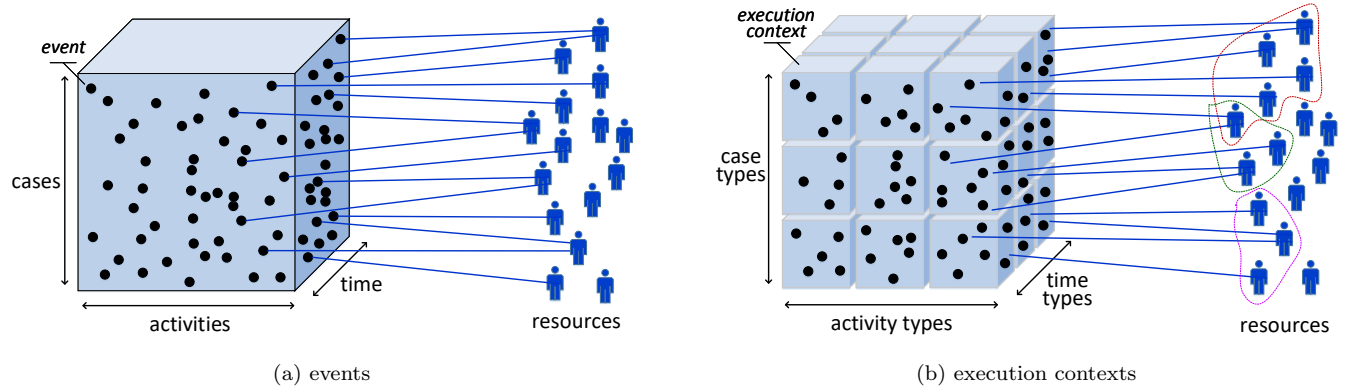 event
cases
activities
time
resources
(a) events
execution
context
case
types
activity types
time
types
resources
(b) execution contexts